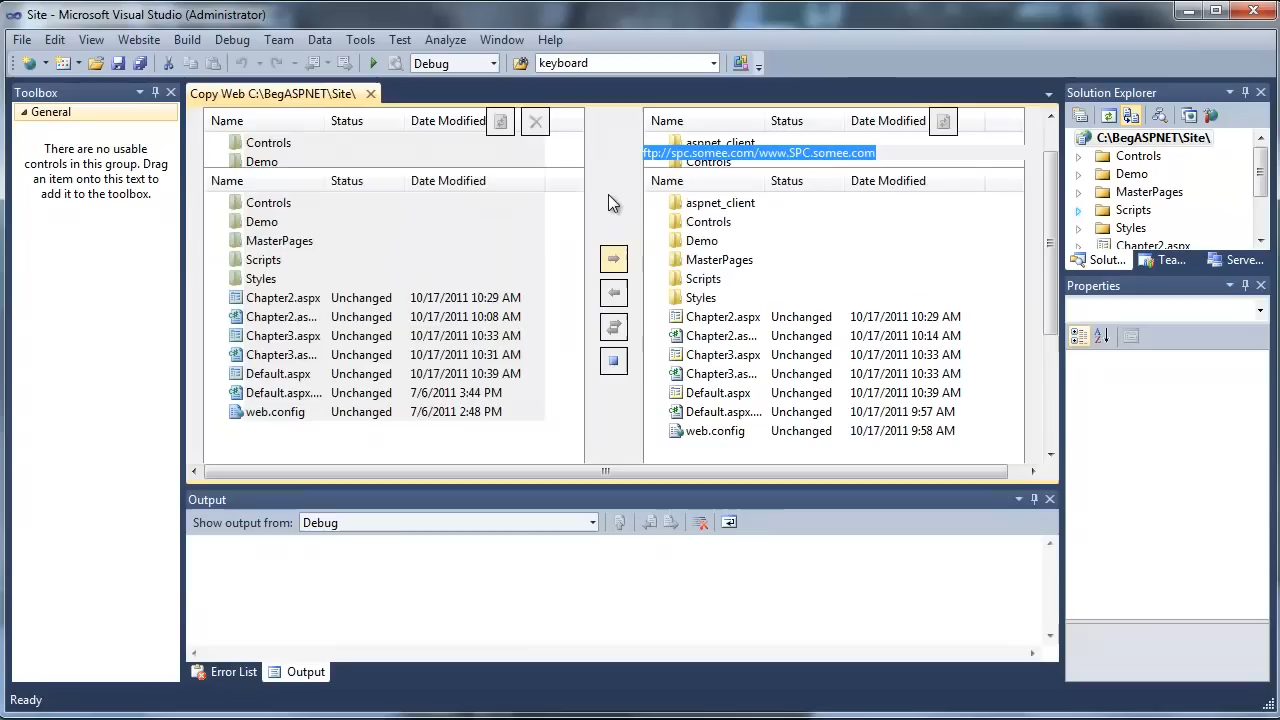 Site - Microsoft Visual Studio (Administrator)
File Edit View Website Build Debug Team Data Tools Test Analyze Window Help
Debug keyboard
Toolbox
General
There are no usable
controls in this group. Drag
an item onto this text to
add it to the toolbox.
Copy Web C:\BegASPNET\Site\
Name Status Date Modified
Controls
Demo
Name Status Date Modified
Controls
Demo
MasterPages
Scripts
Styles
Chapter2.aspx Unchanged 10/17/2011 10:29 AM
Chapter2.as... Unchanged 10/17/2011 10:08 AM
Chapter3.aspx Unchanged 10/17/2011 10:33 AM
Chapter3.as... Unchanged 10/17/2011 10:31 AM
Default.aspx Unchanged 10/17/2011 10:39 AM
Default.aspx.... Unchanged 7/6/2011 3:44 PM
web.config Unchanged 7/6/2011 2:48 PM
Name Status Date Modified
aspnet_client
ftp://spc.somee.com/www.SPC.somee.com
Controls
Name Status Date Modified
aspnet_client
Controls
Demo
MasterPages
Scripts
Styles
Chapter2.aspx Unchanged 10/17/2011 10:29 AM
Chapter2.as... Unchanged 10/17/2011 10:14 AM
Chapter3.aspx Unchanged 10/17/2011 10:33 AM
Chapter3.as... Unchanged 10/17/2011 10:33 AM
Default.aspx Unchanged 10/17/2011 10:39 AM
Default.aspx.... Unchanged 10/17/2011 9:57 AM
web.config Unchanged 10/17/2011 9:58 AM
Solution Explorer
C:\BegASPNET\Site\
Controls
Demo
MasterPages
Scripts
Styles
Chapter2.aspx
Solut... Tea... Serve...
Properties
Output
Show output from: Debug
Error List Output
Ready